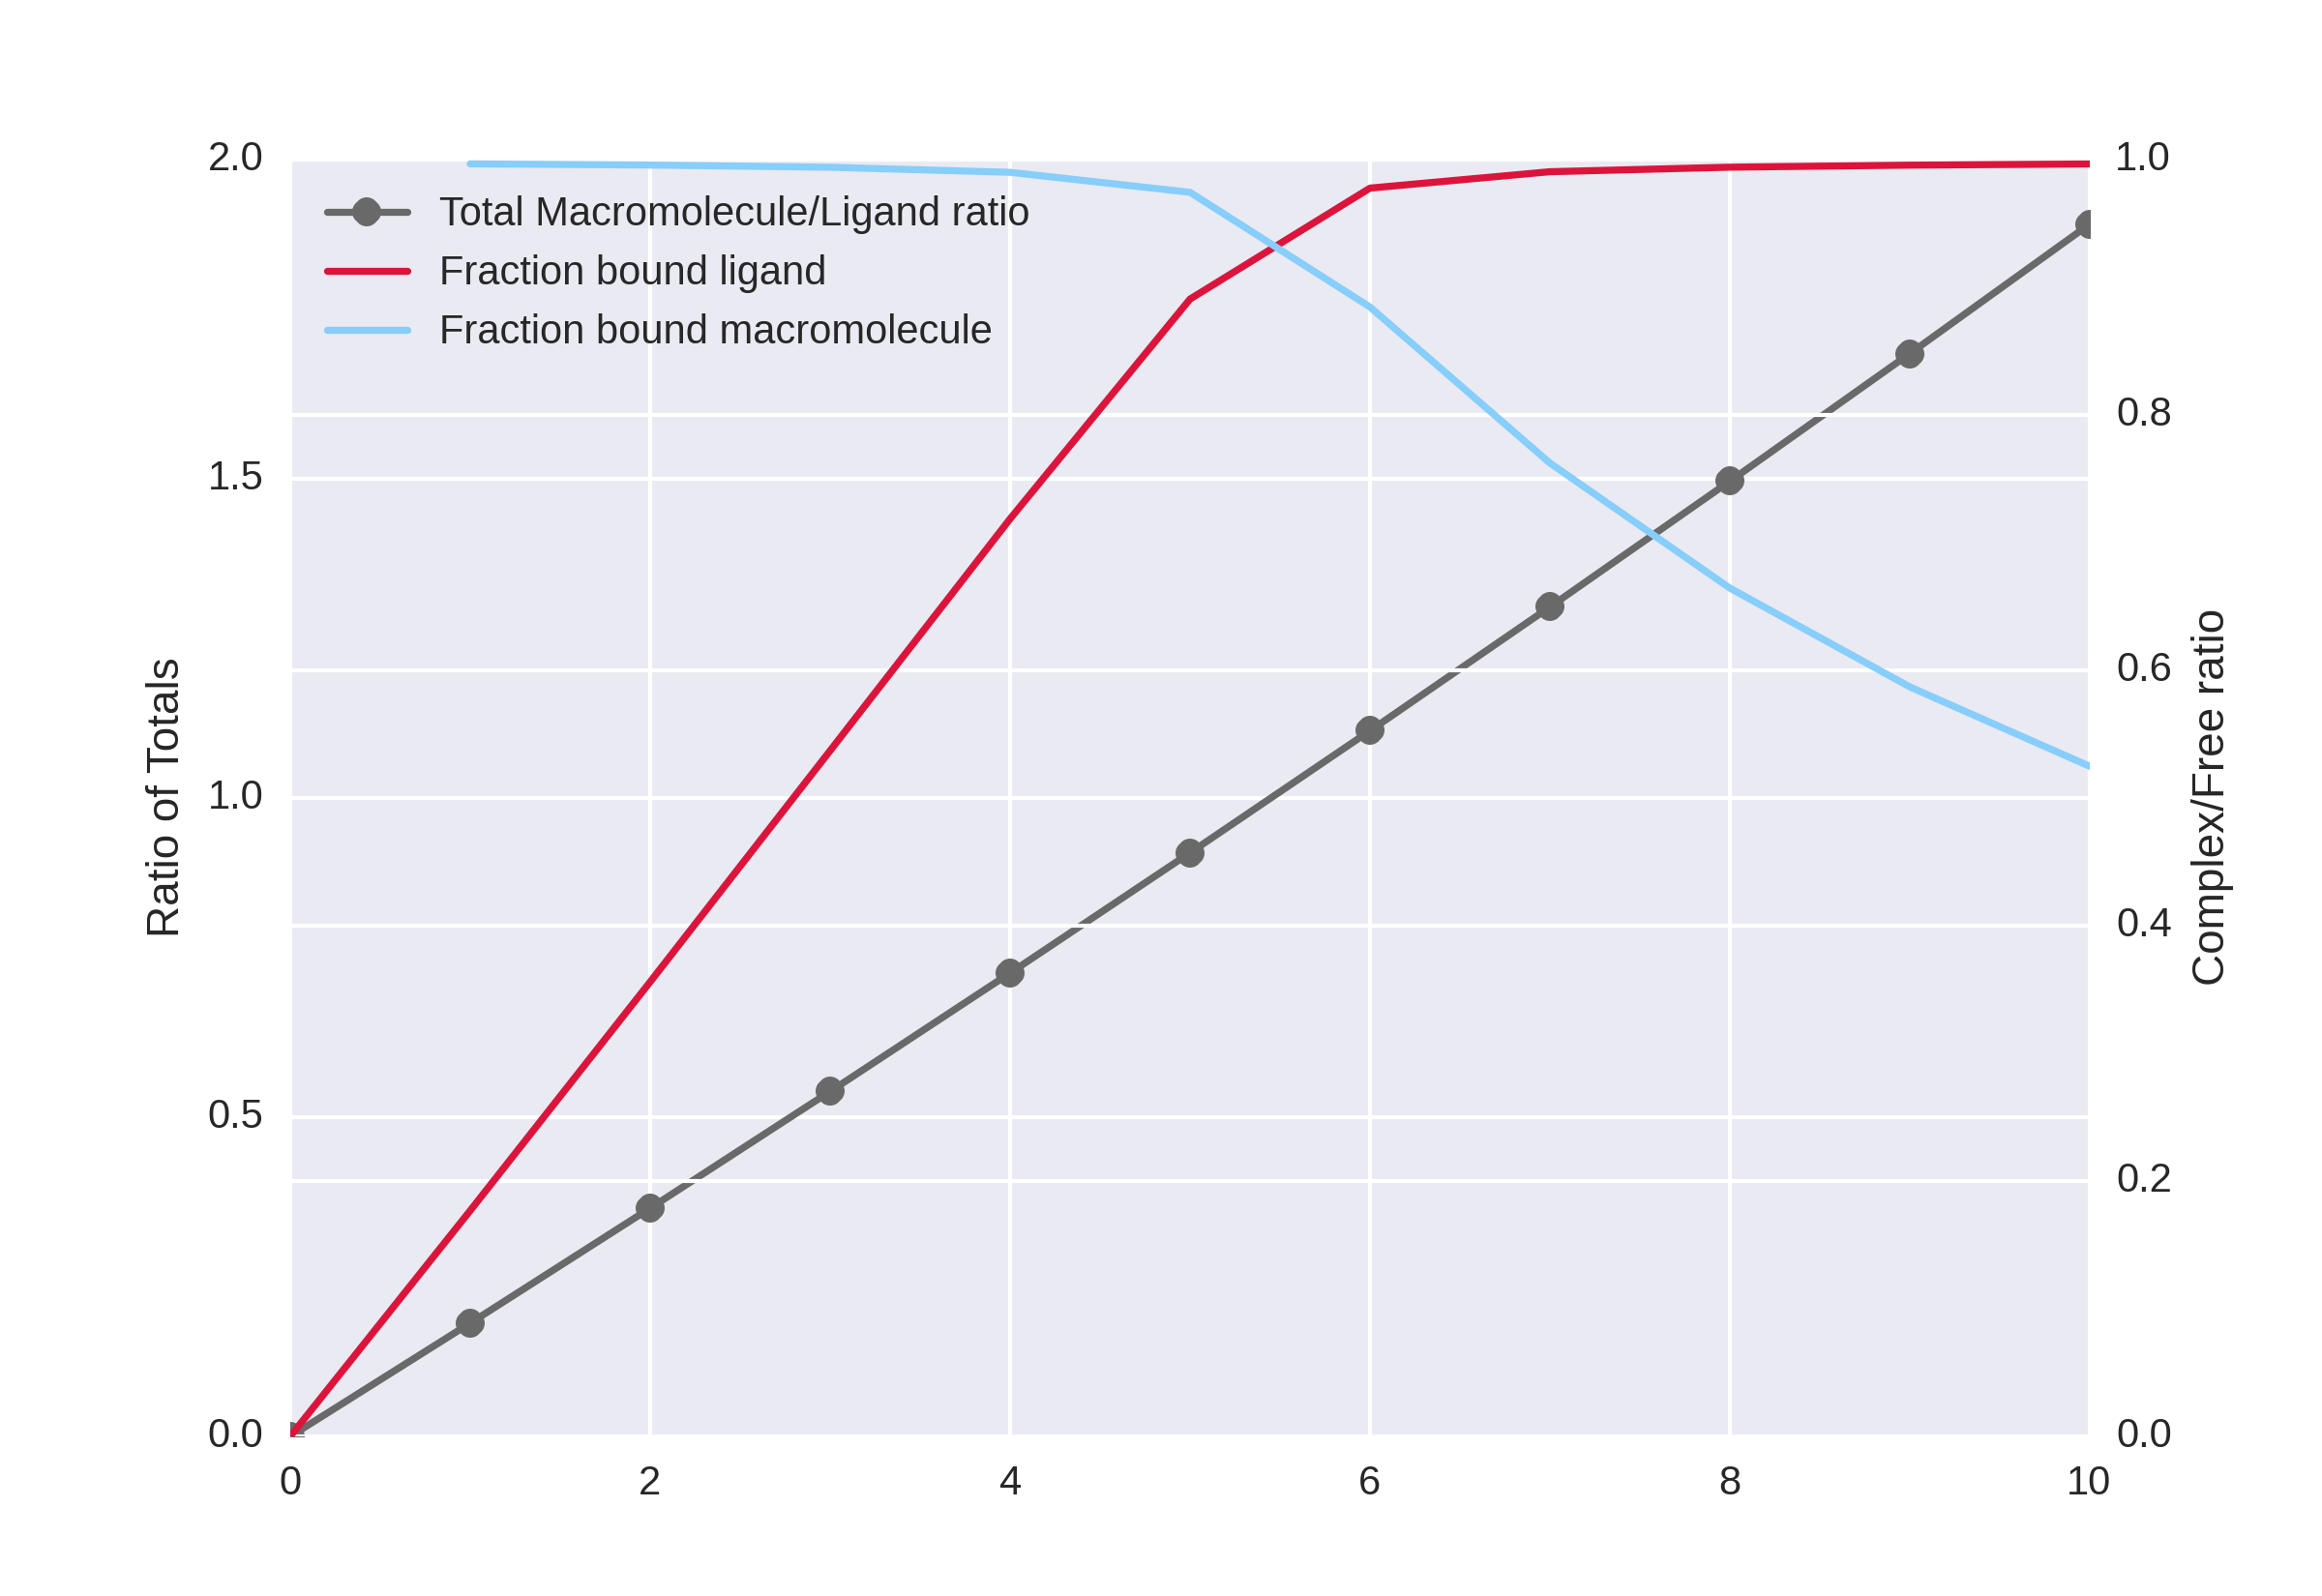 2.0
1.5
1.0
0.5
0.0
Ratio of Totals
Total Macromolecule/Ligand ratio
Fraction bound ligand
Fraction bound macromolecule
1.0
0.8
0.6
0.4
0.2
0.0
Complex/Free ratio
0 2 4 6 8 10